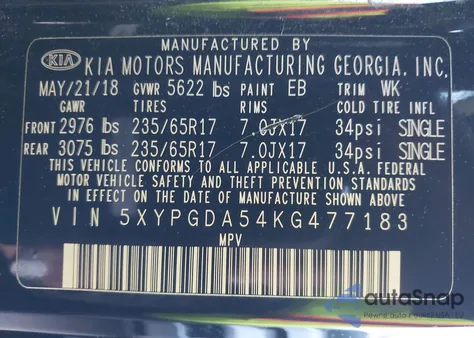 MANUFACTURED BY
KIA KIA MOTORS MANUFACTURING GEORGIA, INC.
MAY/21/18 GVWR 5622 lbs PAINT EB TRIM WK
GAWR TIRES RIMS COLD TIRE INFL
FRONT 2976 lbs 235/65R17 7.0JX17 34psi SINGLE
REAR 3075 lbs 235/65R17 7.0JX17 34psi SINGLE
THIS VEHICLE CONFORMS TO ALL APPLICABLE U.S.A. FEDERAL
MOTOR VEHICLE SAFETY, BUMPER, AND THEFT PREVENTION
STANDARDS IN EFFECT ON THE DATE OF MANUFACTURE SHOWN ABOVE
VIN 5XYPGDA54KG477183
MPV
autoSnap